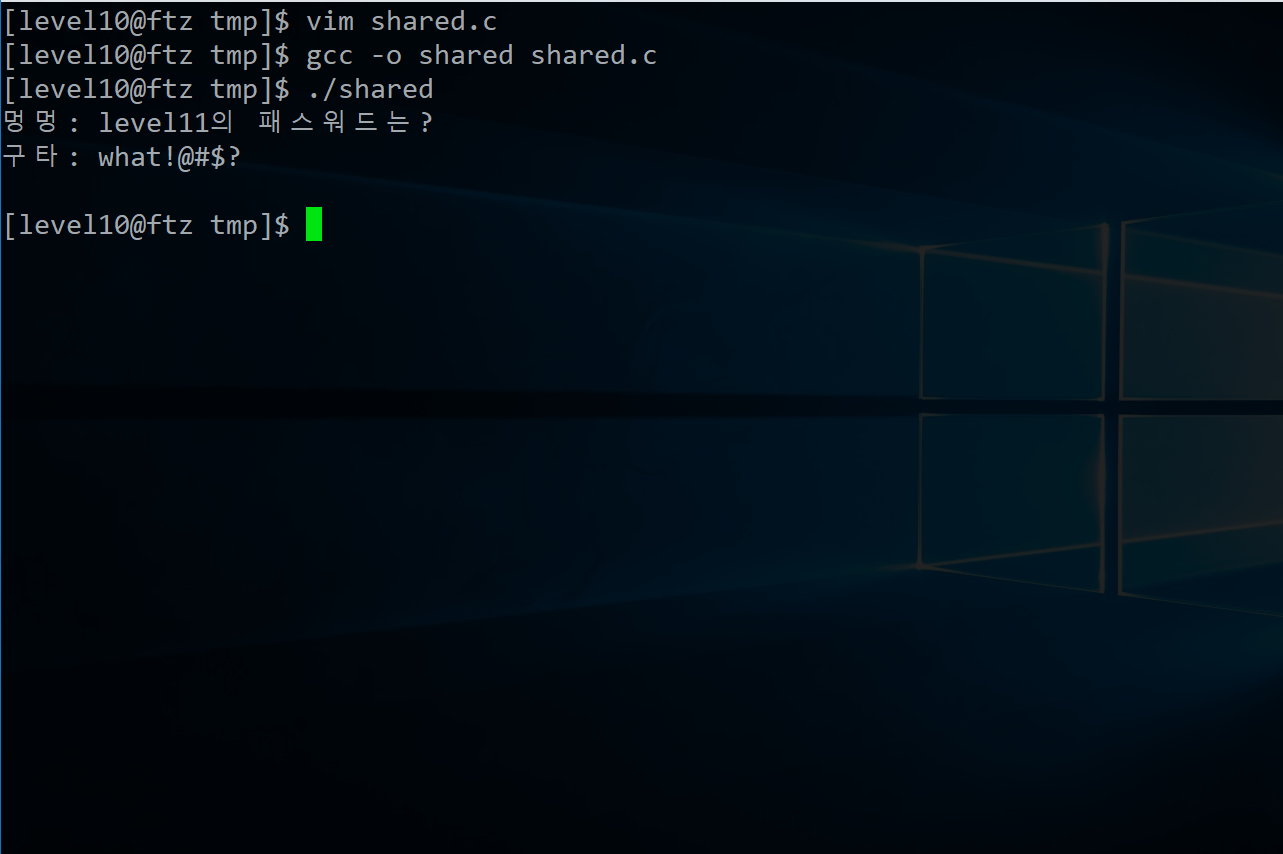 [level10@ftz tmp]$ vim shared.c
[level10@ftz tmp]$ gcc -o shared shared.c
[level10@ftz tmp]$ ./shared
멍멍: level11의 패스워드는?
구타: what!@#$?
[level10@ftz tmp]$